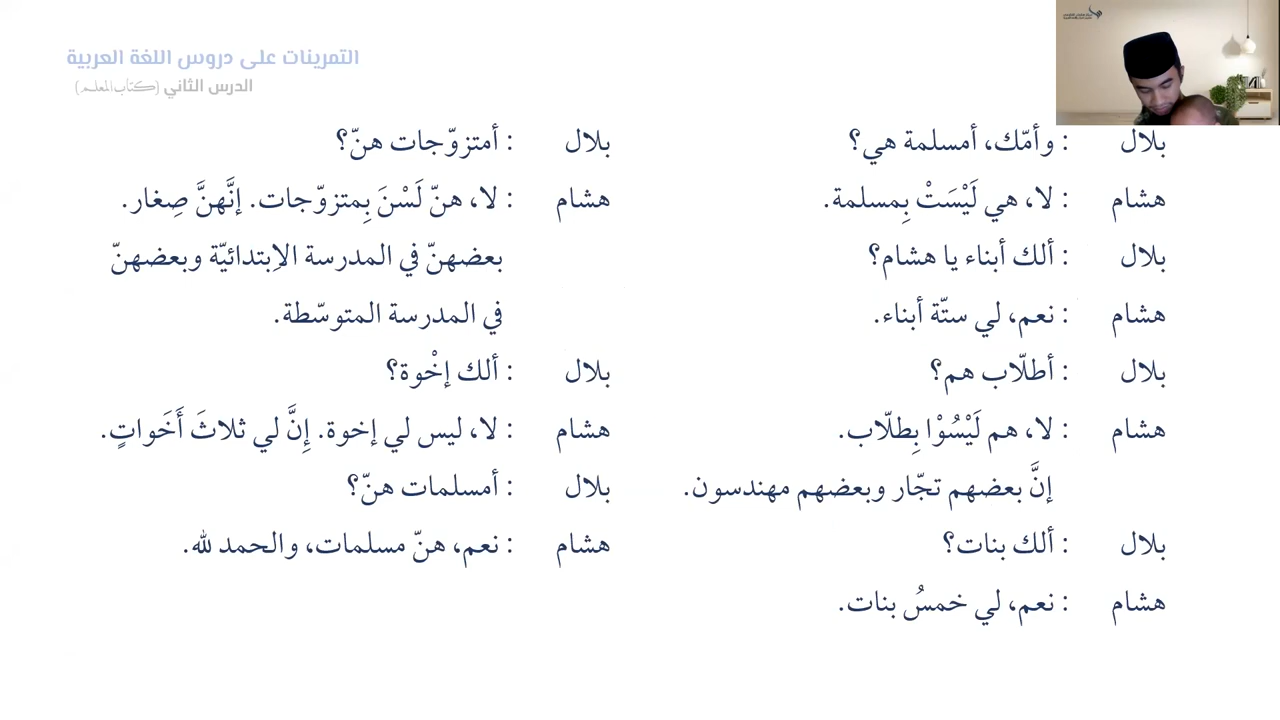 التمرينات على دروس اللغة العربية
الدرس الثاني (كتاب المعلم)
بلال : وأمّك، أمسلمة هي؟
هشام : لا، هي لَيْسَتْ بِمسلمة.
بلال : ألك أبناء يا هشام؟
هشام : نعم، لي ستّة أبناء.
بلال : أطلّاب هم؟
هشام : لا، هم لَيْسُوْا بِطلّاب.
إنَّ بعضهم تجّار وبعضهم مهندسون.
بلال : ألك بنات؟
هشام : نعم، لي خمسُ بنات.
بلال : أمتزوّجات هنّ؟
هشام : لا، هنّ لَسْنَ بِمتزوّجات. إنَّهنَّ صِغار.
بعضهنّ في المدرسة الاِبتدائيّة وبعضهنّ
في المدرسة المتوسّطة.
بلال : ألك إخْوة؟
هشام : لا، ليس لي إخوة. إِنَّ لي ثلاثَ أَخَواتٍ.
بلال : أمسلمات هنّ؟
هشام : نعم، هنّ مسلمات، والحمد لله.